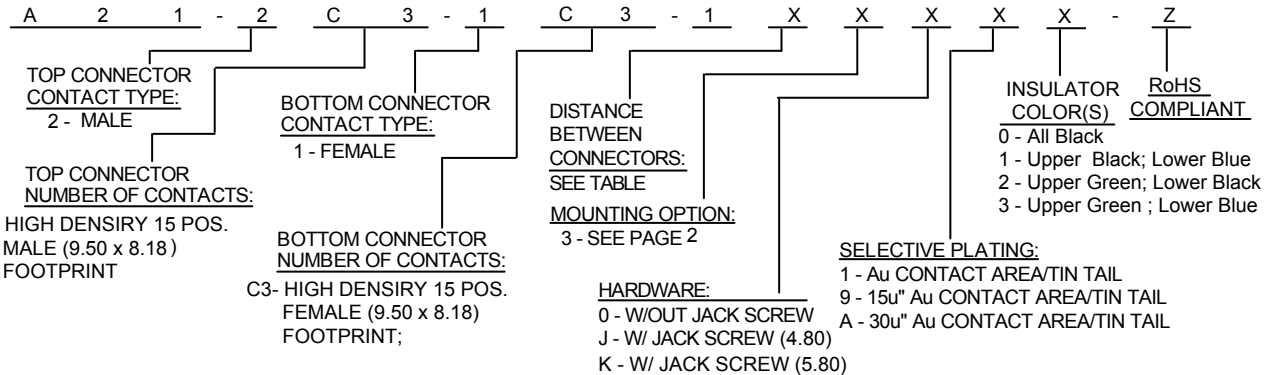 A 2 1 - 2 C 3 - 1 C 3 - 1 X X X X X - Z
TOP CONNECTOR
CONTACT TYPE:
2 - MALE
TOP CONNECTOR
NUMBER OF CONTACTS:
HIGH DENSIRY 15 POS.
MALE (9.50 x 8.18)
FOOTPRINT
BOTTOM CONNECTOR
CONTACT TYPE:
1 - FEMALE
BOTTOM CONNECTOR
NUMBER OF CONTACTS:
C3- HIGH DENSIRY 15 POS.
FEMALE (9.50 x 8.18)
FOOTPRINT;
DISTANCE
BETWEEN
CONNECTORS:
SEE TABLE
MOUNTING OPTION:
3 - SEE PAGE 2
HARDWARE:
0 - W/OUT JACK SCREW
J - W/ JACK SCREW (4.80)
K - W/ JACK SCREW (5.80)
SELECTIVE PLATING:
1 - Au CONTACT AREA/TIN TAIL
9 - 15u" Au CONTACT AREA/TIN TAIL
A - 30u" Au CONTACT AREA/TIN TAIL
INSULATOR
COLOR(S)
0 - All Black
1 - Upper Black; Lower Blue
2 - Upper Green; Lower Black
3 - Upper Green ; Lower Blue
RoHS
COMPLIANT